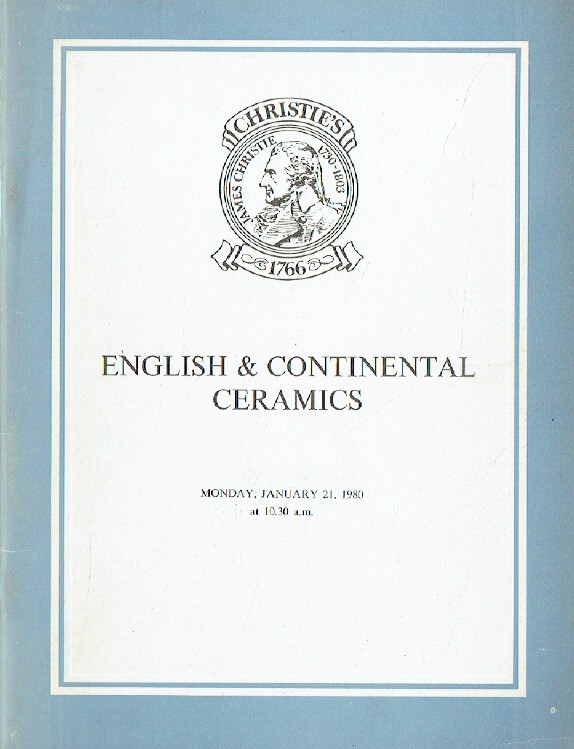 CHRISTIE'S
JAMES CHRISTIE 1730-1803
1766
ENGLISH & CONTINENTAL
CERAMICS
MONDAY, JANUARY 21, 1980
at 10.30 a.m.